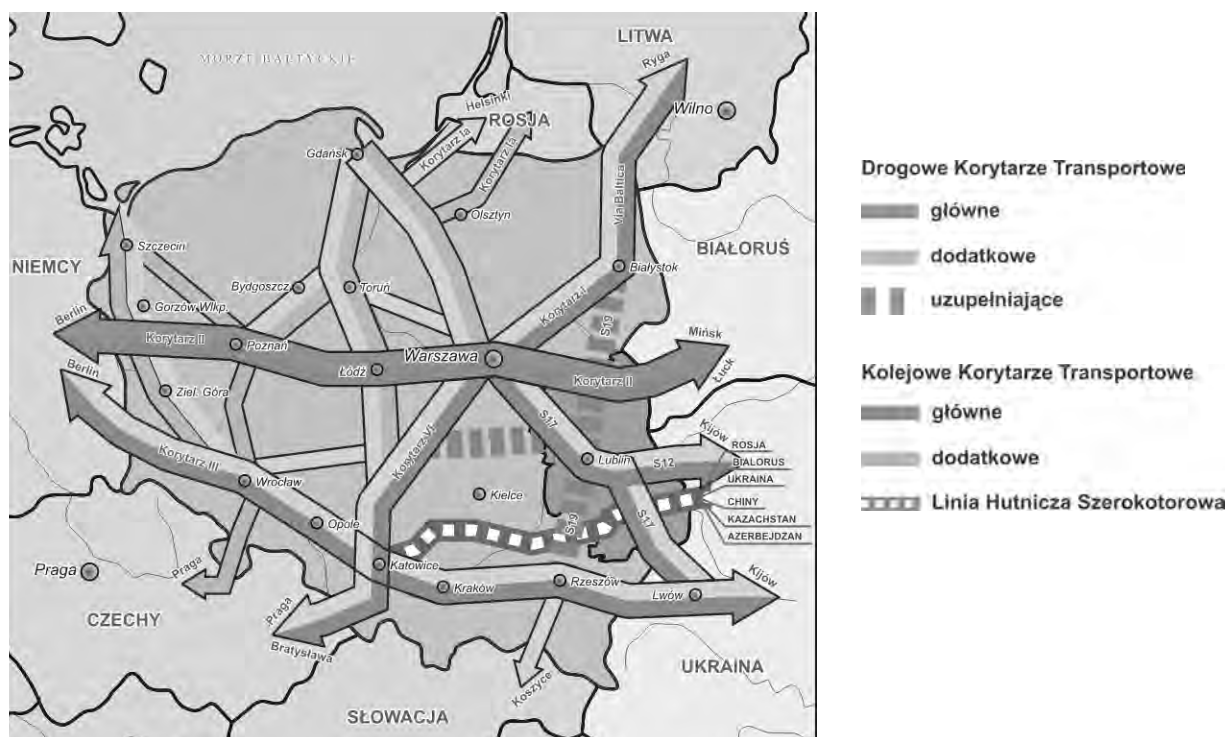 LITWA
MORZE BAŁTYCKIE
Ryga
Wilno
Helsinki
ROSJA
Korytarz Ia
Korytarz Ia
Gdańsk
Olsztyn
Via Baltica
BIAŁORUŚ
Szczecin
NIEMCY
Białystok
Bydgoszcz
Toruń
Gorzów Wlkp.
Korytarz I
S19
Berlin
Korytarz II
Poznań
Warszawa
Mińsk
Łódź
Korytarz II
Łuck
Berlin
Ziel. Góra
S17
Korytarz VI
Kijów
Korytarz III
Lublin
S12
Wrocław
Kielce
ROSJA
BIALORUS
UKRAINA
CHINY
KAZACHSTAN
AZERBEJDŻAN
Opole
S19
S17
Praga
Praga
Katowice
Kraków
Rzeszów
Lwów
Kijów
CZECHY
Praga
Bratysława
Koszyce
UKRAINA
SŁOWACJA
Drogowe Korytarze Transportowe
główne
dodatkowe
uzupełniające
Kolejowe Korytarze Transportowe
główne
dodatkowe
Linia Hutnicza Szerokotorowa